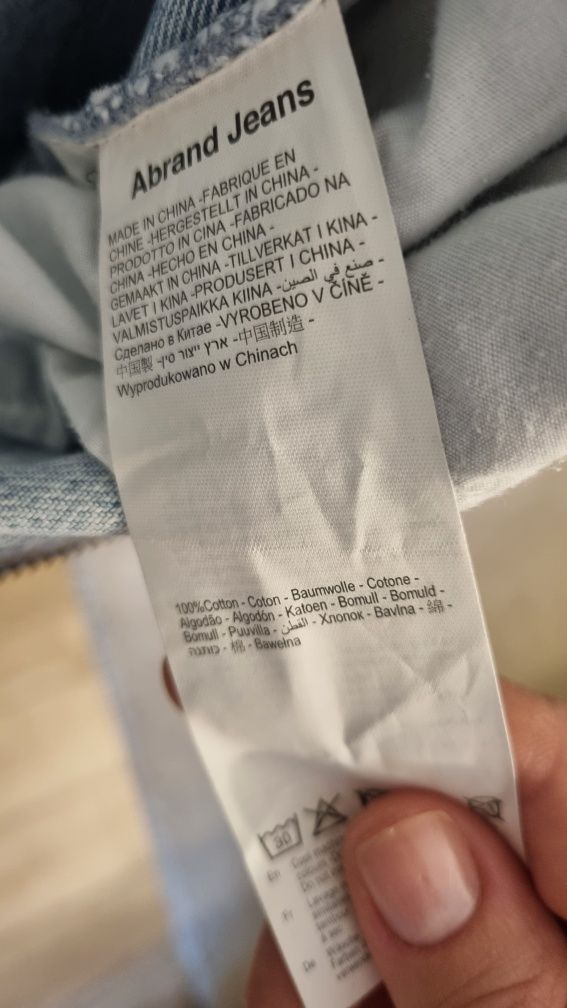 Abrand Jeans
MADE IN CHINA -FABRIQUE EN
CHINE -HERGESTELLT IN CHINA -
PRODOTTO IN CINA -FABRICADO NA
CHINA -HECHO EN CHINA -
GEMAAKT IN CHINA -TILLVERKAT I KINA -
LAVET I KINA -PRODUSERT I CHINA -
VALMISTUSPAIKKA KIINA -صنع في الصين -
Сделано в Китае -VYROBENO V ČÍNĚ -
中国製 -ארץ ייצור סין -中国制造 -
Wyprodukowano w Chinach
100%Cotton - Coton - Baumwolle - Cotone -
Algodão - Algodón - Katoen - Bomull - Bomuld -
Bomull - Puuvilla - القطن - Хлопок - Bavlna - 綿 -
כותנה - 棉 - Bawełna
30
En
Fr
De